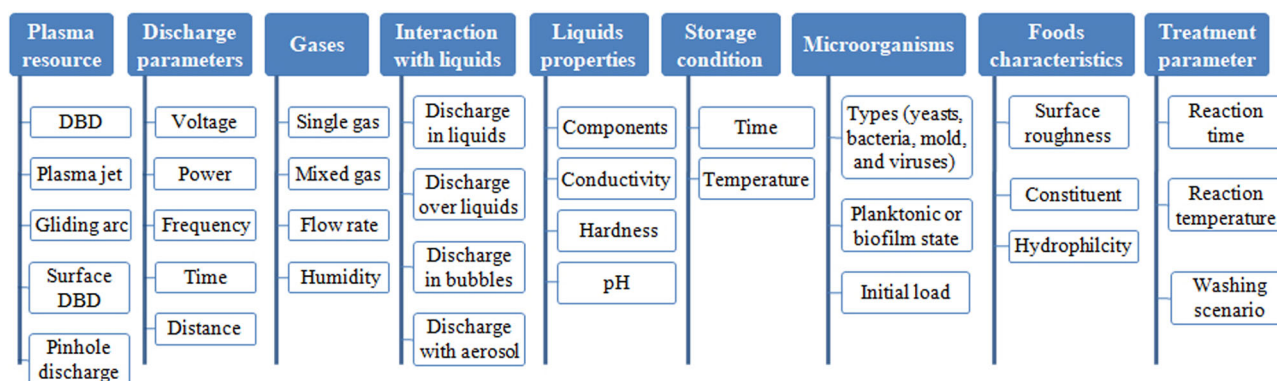 Plasma
resource
DBD
Plasma jet
Gliding arc
Surface
DBD
Pinhole
discharge
Discharge
parameters
Voltage
Power
Frequency
Time
Distance
Gases
Single gas
Mixed gas
Flow rate
Humidity
Interaction
with liquids
Discharge
in liquids
Discharge
over liquids
Discharge
in bubbles
Discharge
with aerosol
Liquids
properties
Components
Conductivity
Hardness
pH
Storage
condition
Time
Temperature
Microorganisms
Types (yeasts,
bacteria, mold,
and viruses)
Planktonic or
biofilm state
Initial load
Foods
characteristics
Surface
roughness
Constituent
Hydrophilcity
Treatment
parameter
Reaction
time
Reaction
temperature
Washing
scenario